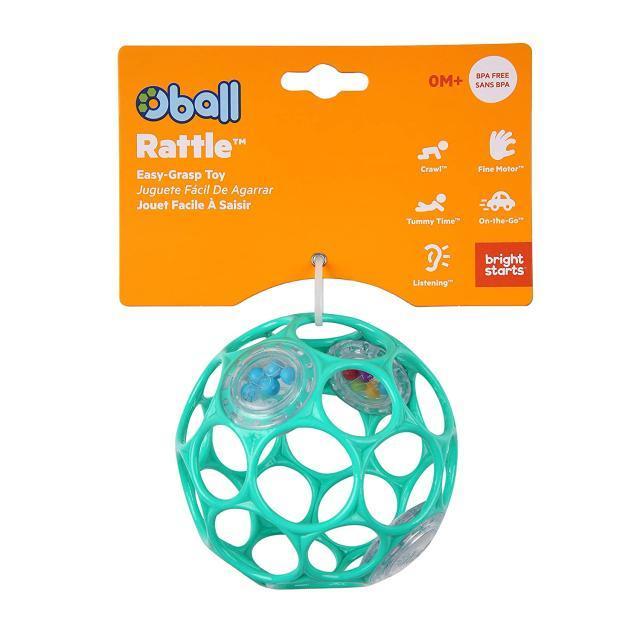 Oball
Rattle™
Easy-Grasp Toy
Juguete Fácil De Agarrar
Jouet Facile À Saisir
0M+
BPA FREE
SANS BPA
Crawl™
Fine Motor™
Tummy Time™
On-the-Go™
Listening™
bright
starts™